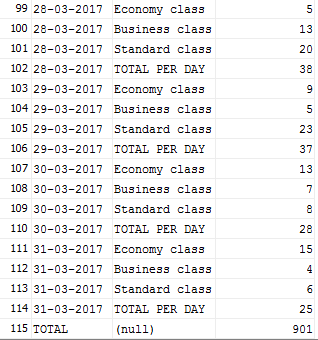 99 28-03-2017 Economy class 5
100 28-03-2017 Business class 13
101 28-03-2017 Standard class 20
102 28-03-2017 TOTAL PER DAY 38
103 29-03-2017 Economy class 9
104 29-03-2017 Business class 5
105 29-03-2017 Standard class 23
106 29-03-2017 TOTAL PER DAY 37
107 30-03-2017 Economy class 13
108 30-03-2017 Business class 7
109 30-03-2017 Standard class 8
110 30-03-2017 TOTAL PER DAY 28
111 31-03-2017 Economy class 15
112 31-03-2017 Business class 4
113 31-03-2017 Standard class 6
114 31-03-2017 TOTAL PER DAY 25
115 TOTAL (null) 901